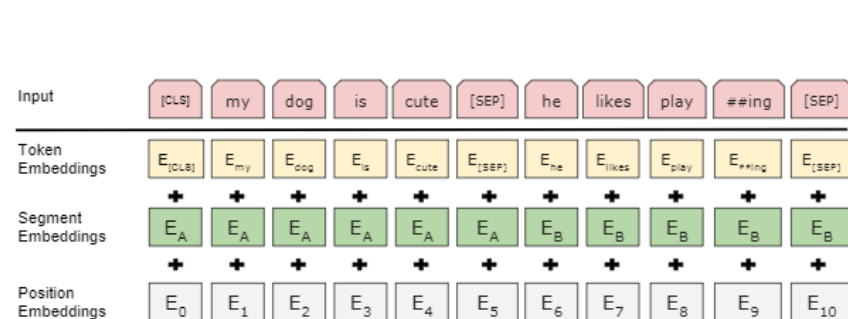 Input [CLS] my dog is cute [SEP] he likes play ##ing [SEP]
Token Embeddings E[CLS] Emy Edog Eis Ecute E[SEP] Ehe Elikes Eplay E##ing E[SEP]
+ + + + + + + + + + +
Segment Embeddings EA EA EA EA EA EA EB EB EB EB EB
+ + + + + + + + + + +
Position Embeddings E0 E1 E2 E3 E4 E5 E6 E7 E8 E9 E10